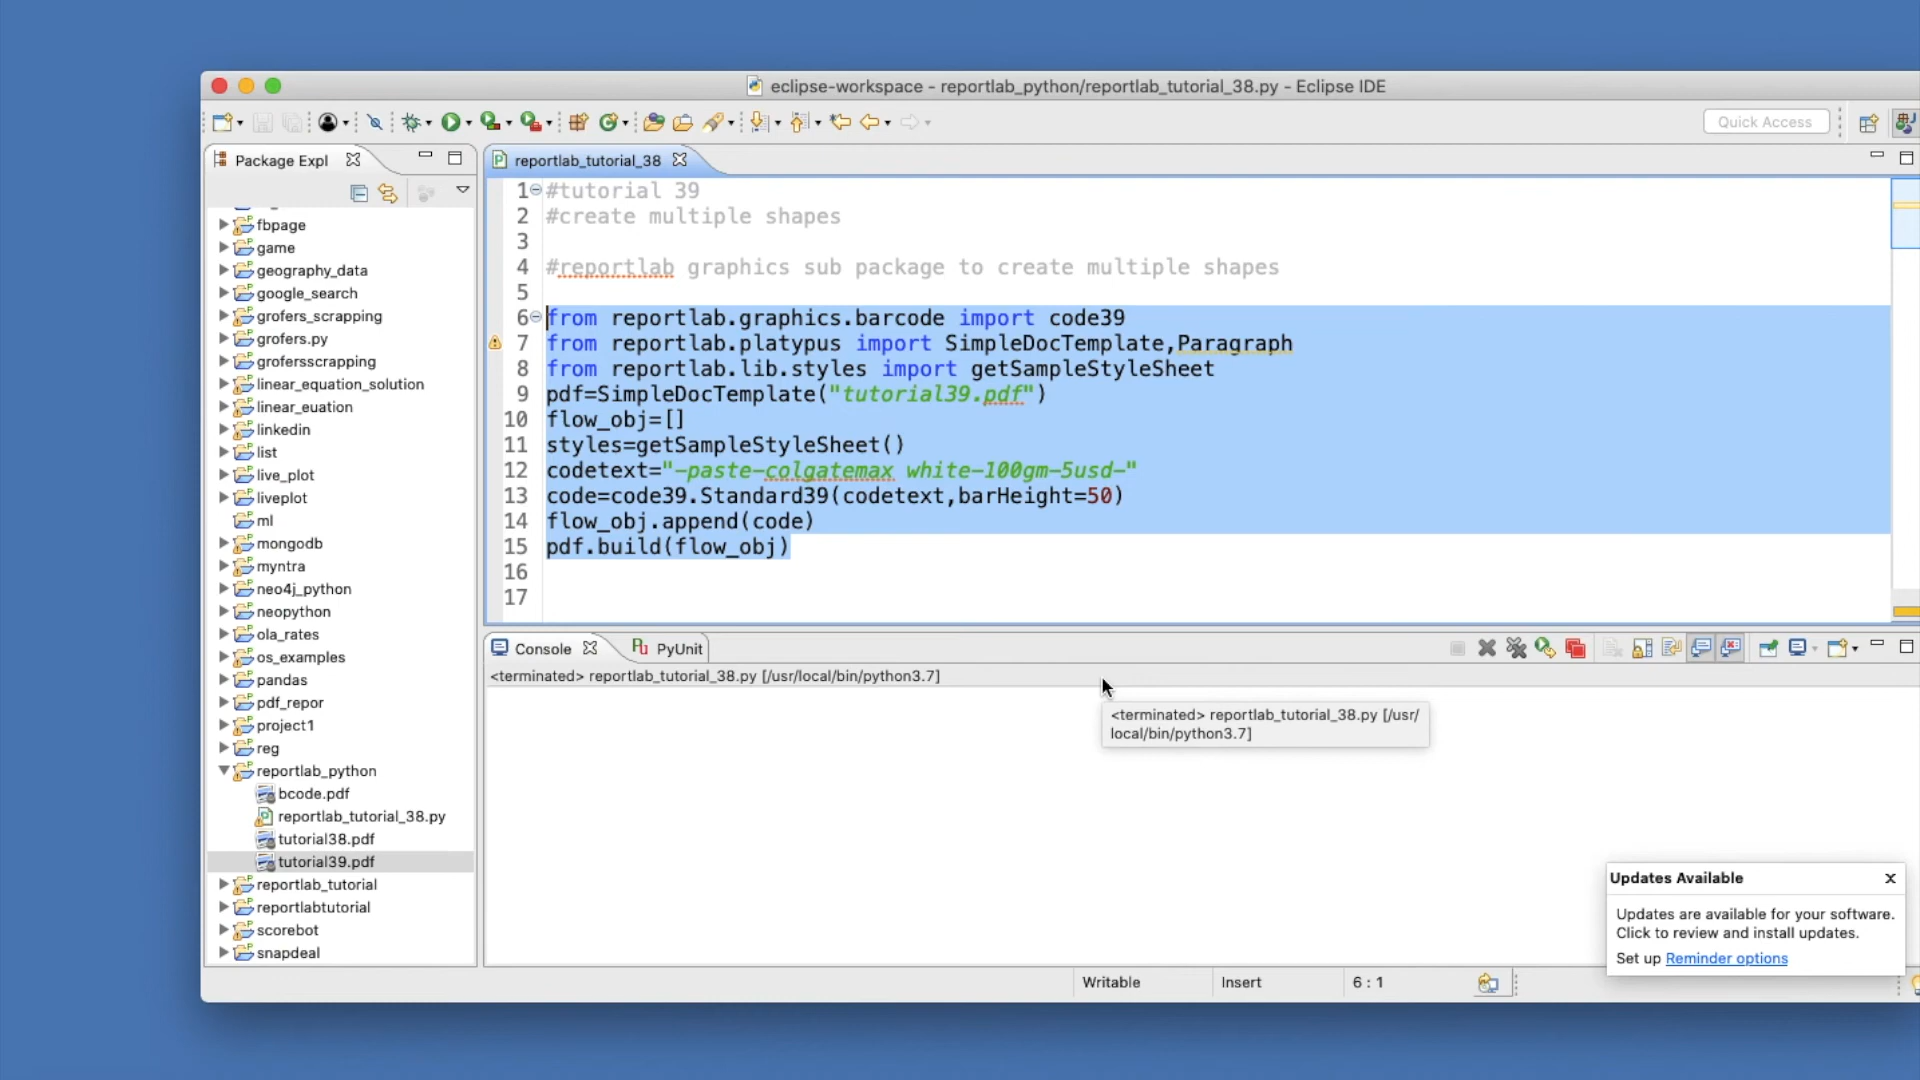 eclipse-workspace - reportlab_python/reportlab_tutorial_38.py - Eclipse IDE
Quick Access
Package Expl
fbpage
game
geography_data
google_search
grofers_scrapping
grofers.py
grofersscrapping
linear_equation_solution
linear_euation
linkedin
list
live_plot
liveplot
ml
mongodb
myntra
neo4j_python
neopython
ola_rates
os_examples
pandas
pdf_repor
project1
reg
reportlab_python
bcode.pdf
reportlab_tutorial_38.py
tutorial38.pdf
tutorial39.pdf
reportlab_tutorial
reportlabtutorial
scorebot
snapdeal
reportlab_tutorial_38
1 #tutorial 39
2 #create multiple shapes
3
4 #reportlab graphics sub package to create multiple shapes
5
6 from reportlab.graphics.barcode import code39
7 from reportlab.platypus import SimpleDocTemplate,Paragraph
8 from reportlab.lib.styles import getSampleStyleSheet
9 pdf=SimpleDocTemplate("tutorial39.pdf")
10 flow_obj=[]
11 styles=getSampleStyleSheet()
12 codetext="-paste-colgatemax white-100gm-5usd-"
13 code=code39.Standard39(codetext,barHeight=50)
14 flow_obj.append(code)
15 pdf.build(flow_obj)
16
17
Console
PyUnit
<terminated> reportlab_tutorial_38.py [/usr/local/bin/python3.7]
<terminated> reportlab_tutorial_38.py [/usr/
local/bin/python3.7]
Updates Available
Updates are available for your software.
Click to review and install updates.
Set up Reminder options
Writable
Insert
6 : 1